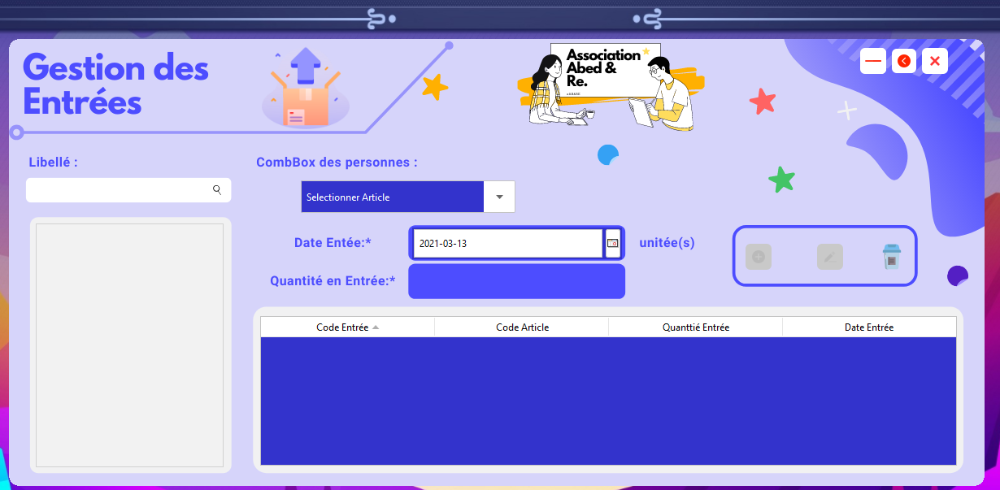 Gestion des
Entrées
Association
Abed &
Re.
Libellé :
CombBox des personnes :
Selectionner Article
Date Entée:*
2021-03-13
unitée(s)
Quantité en Entrée:*
Code Entrée
Code Article
Quanttié Entrée
Date Entrée